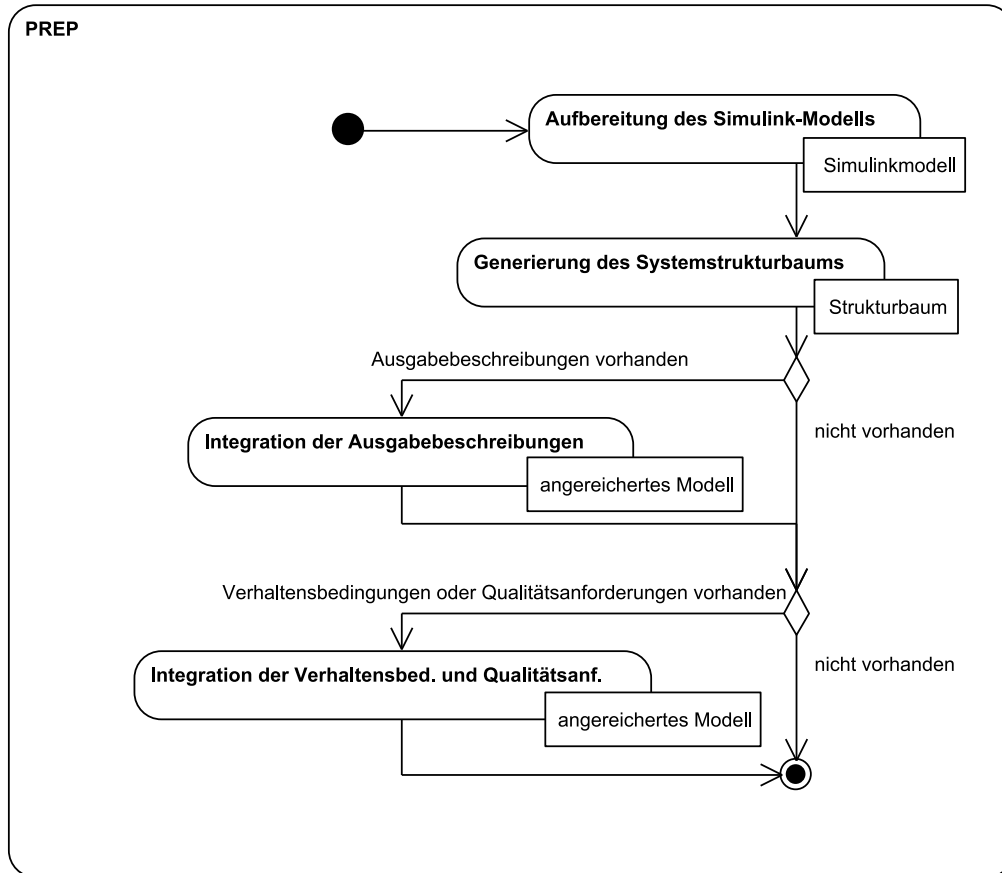 PREP
Aufbereitung des Simulink-Modells
Simulinkmodell
Generierung des Systemstrukturbaums
Strukturbaum
Ausgabebeschreibungen vorhanden
nicht vorhanden
Integration der Ausgabebeschreibungen
angereichertes Modell
Verhaltensbedingungen oder Qualitätsanforderungen vorhanden
nicht vorhanden
Integration der Verhaltensbed. und Qualitätsanf.
angereichertes Modell